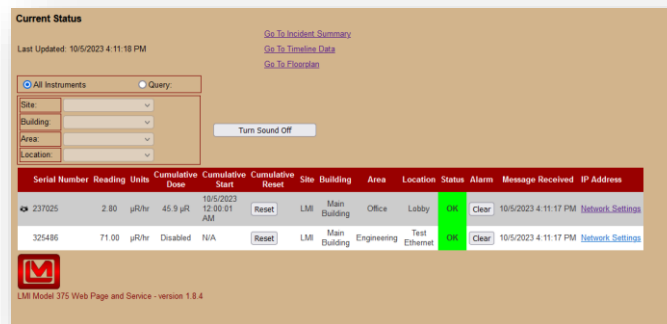 Current Status
Go To Incident Summary
Last Updated: 10/5/2023 4:11:18 PM
Go To Timeline Data
Go To Floorplan
All Instruments
Query:
Site:
Building:
Area:
Location:
Turn Sound Off
Serial Number Reading Units Cumulative Dose Cumulative Start Cumulative Reset Site Building Area Location Status Alarm Message Received IP Address
237025 2.80 µR/hr 45.9 µR 10/5/2023 12:00:01 AM Reset LMI Main Building Office Lobby OK Clear 10/5/2023 4:11:17 PM Network Settings
325486 71.00 µR/hr Disabled N/A Reset LMI Main Building Engineering Test Ethernet OK Clear 10/5/2023 4:11:17 PM Network Settings
LMI Model 375 Web Page and Service - version 1.8.4